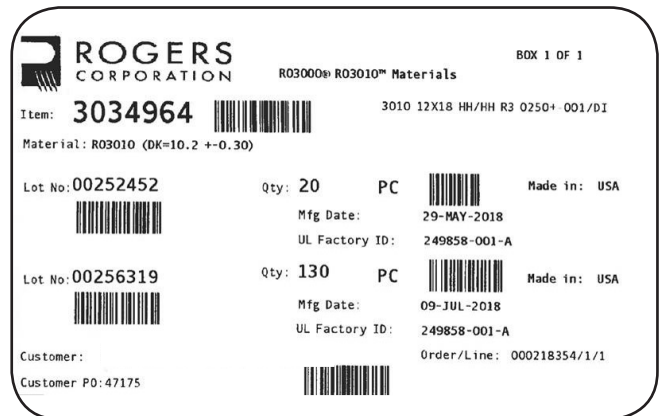 ROGERS
CORPORATION
BOX 1 OF 1
R03000® R03010™ Materials
Item: 3034964
3010 12X18 HH/HH R3 0250+-001/DI
Material: R03010 (DK=10.2 +-0.30)
Lot No: 00252452 Qty: 20 PC Made in: USA
Mfg Date: 29-MAY-2018
UL Factory ID: 249858-001-A
Lot No: 00256319 Qty: 130 PC Made in: USA
Mfg Date: 09-JUL-2018
UL Factory ID: 249858-001-A
Customer: Order/Line: 000218354/1/1
Customer PO: 47175